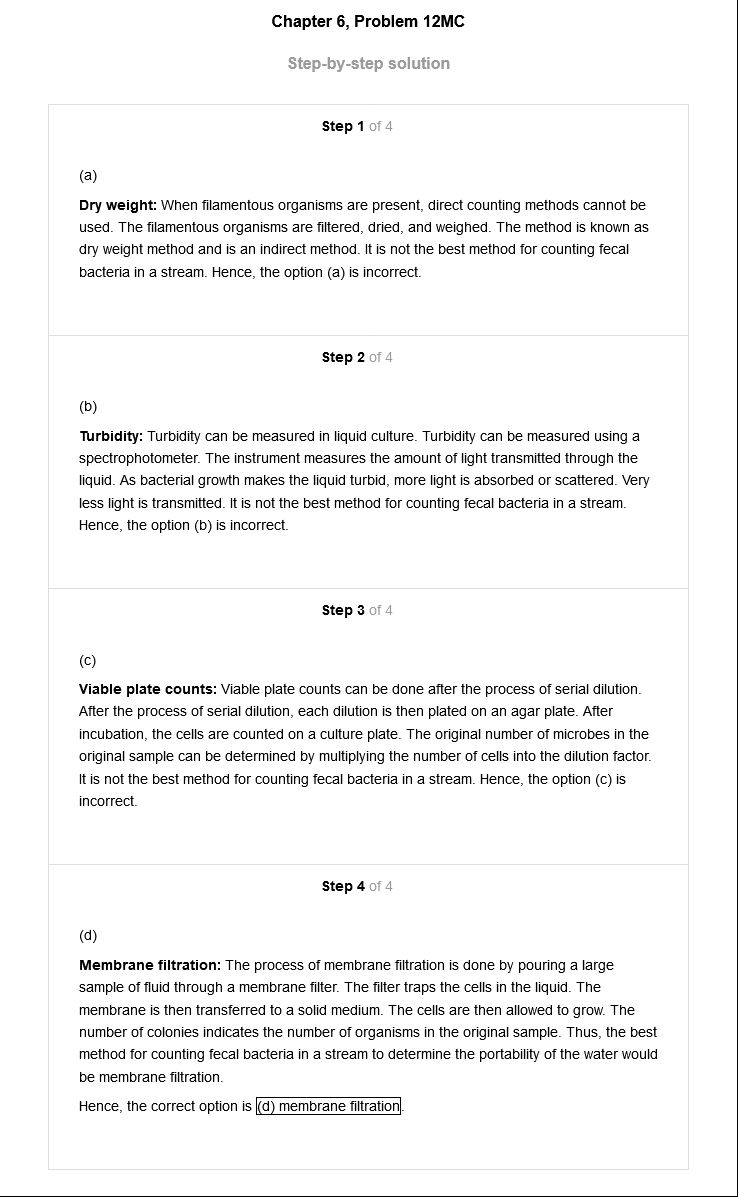 Chapter 6, Problem 12MC
Step-by-step solution
Step 1 of 4
(a)
Dry weight: When filamentous organisms are present, direct counting methods cannot be
used. The filamentous organisms are filtered, dried, and weighed. The method is known as
dry weight method and is an indirect method. It is not the best method for counting fecal
bacteria in a stream. Hence, the option (a) is incorrect.
Step 2 of 4
(b)
Turbidity: Turbidity can be measured in liquid culture. Turbidity can be measured using a
spectrophotometer. The instrument measures the amount of light transmitted through the
liquid. As bacterial growth makes the liquid turbid, more light is absorbed or scattered. Very
less light is transmitted. It is not the best method for counting fecal bacteria in a stream.
Hence, the option (b) is incorrect.
Step 3 of 4
(c)
Viable plate counts: Viable plate counts can be done after the process of serial dilution.
After the process of serial dilution, each dilution is then plated on an agar plate. After
incubation, the cells are counted on a culture plate. The original number of microbes in the
original sample can be determined by multiplying the number of cells into the dilution factor.
It is not the best method for counting fecal bacteria in a stream. Hence, the option (c) is
incorrect.
Step 4 of 4
(d)
Membrane filtration: The process of membrane filtration is done by pouring a large
sample of fluid through a membrane filter. The filter traps the cells in the liquid. The
membrane is then transferred to a solid medium. The cells are then allowed to grow. The
number of colonies indicates the number of organisms in the original sample. Thus, the best
method for counting fecal bacteria in a stream to determine the portability of the water would
be membrane filtration.
Hence, the correct option is (d) membrane filtration.